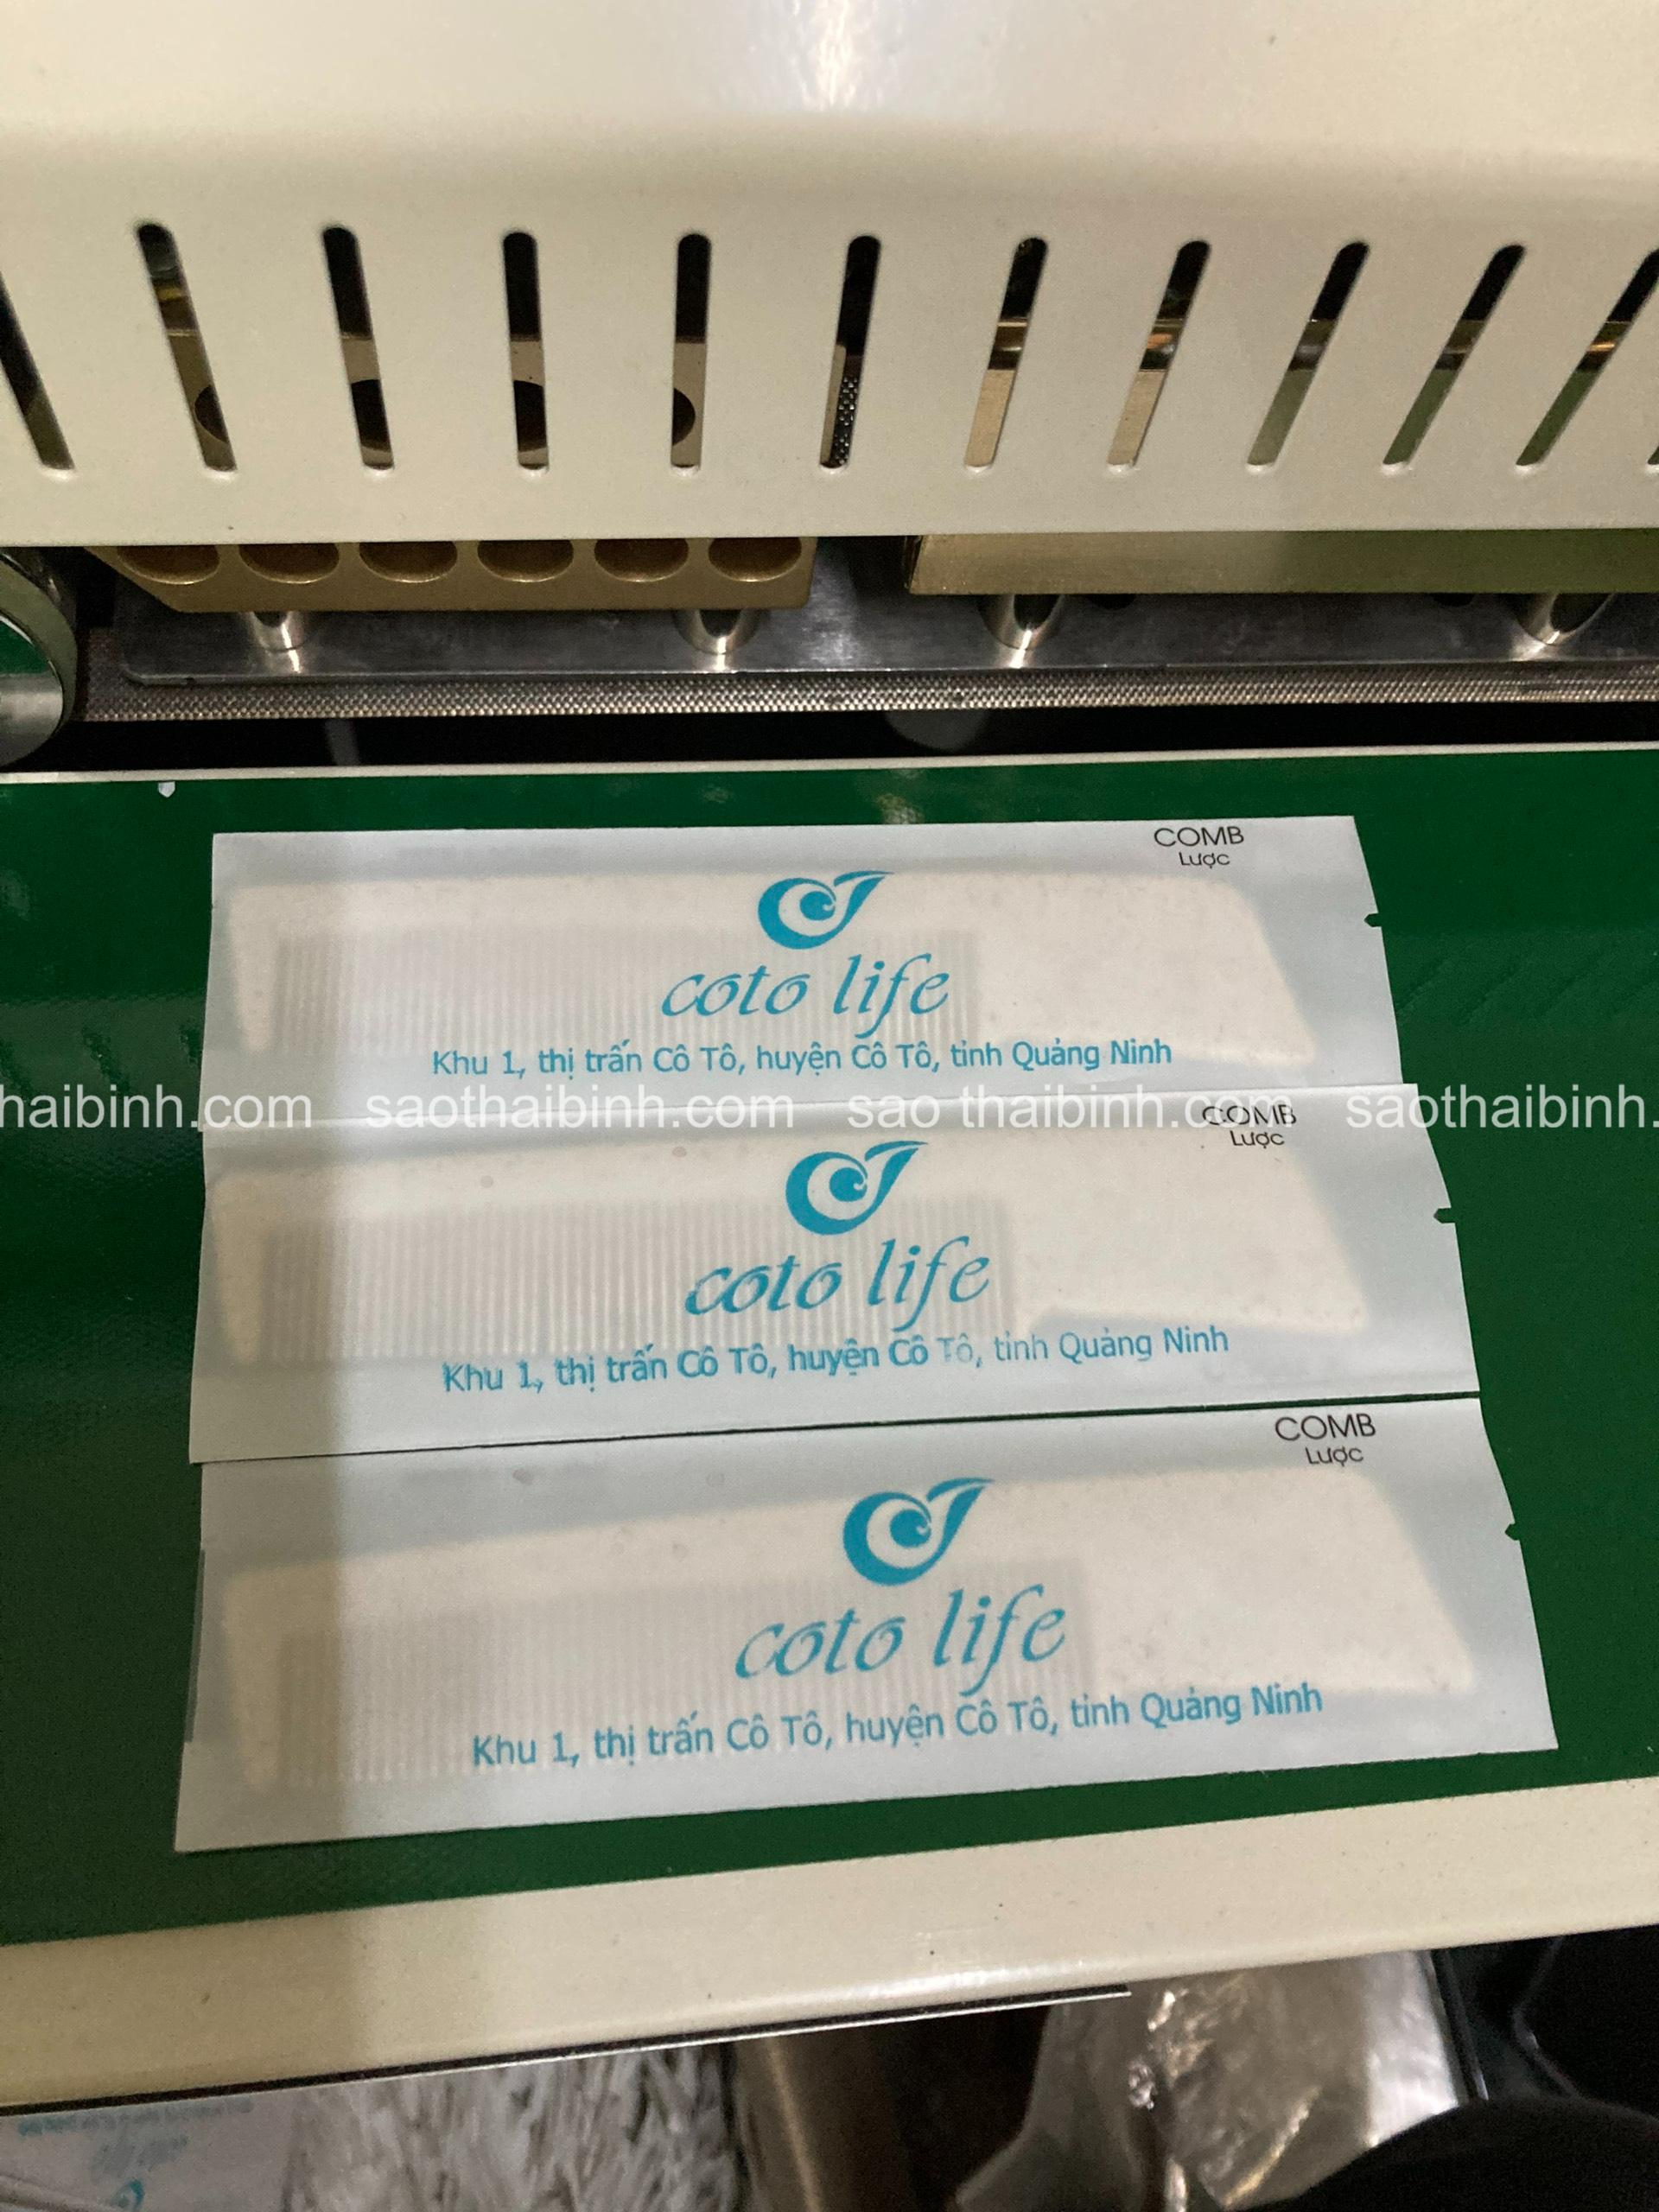 COMB
Lược
coto life
Khu 1, thị trấn Cô Tô, huyện Cô Tô, tỉnh Quảng Ninh
haibinh.com saothaibinh.com sao thaibinh.com saothaibinh.
COMB
Lược
coto life
Khu 1, thị trấn Cô Tô, huyện Cô Tô, tỉnh Quảng Ninh
COMB
Lược
coto life
Khu 1, thị trấn Cô Tô, huyện Cô Tô, tỉnh Quảng Ninh